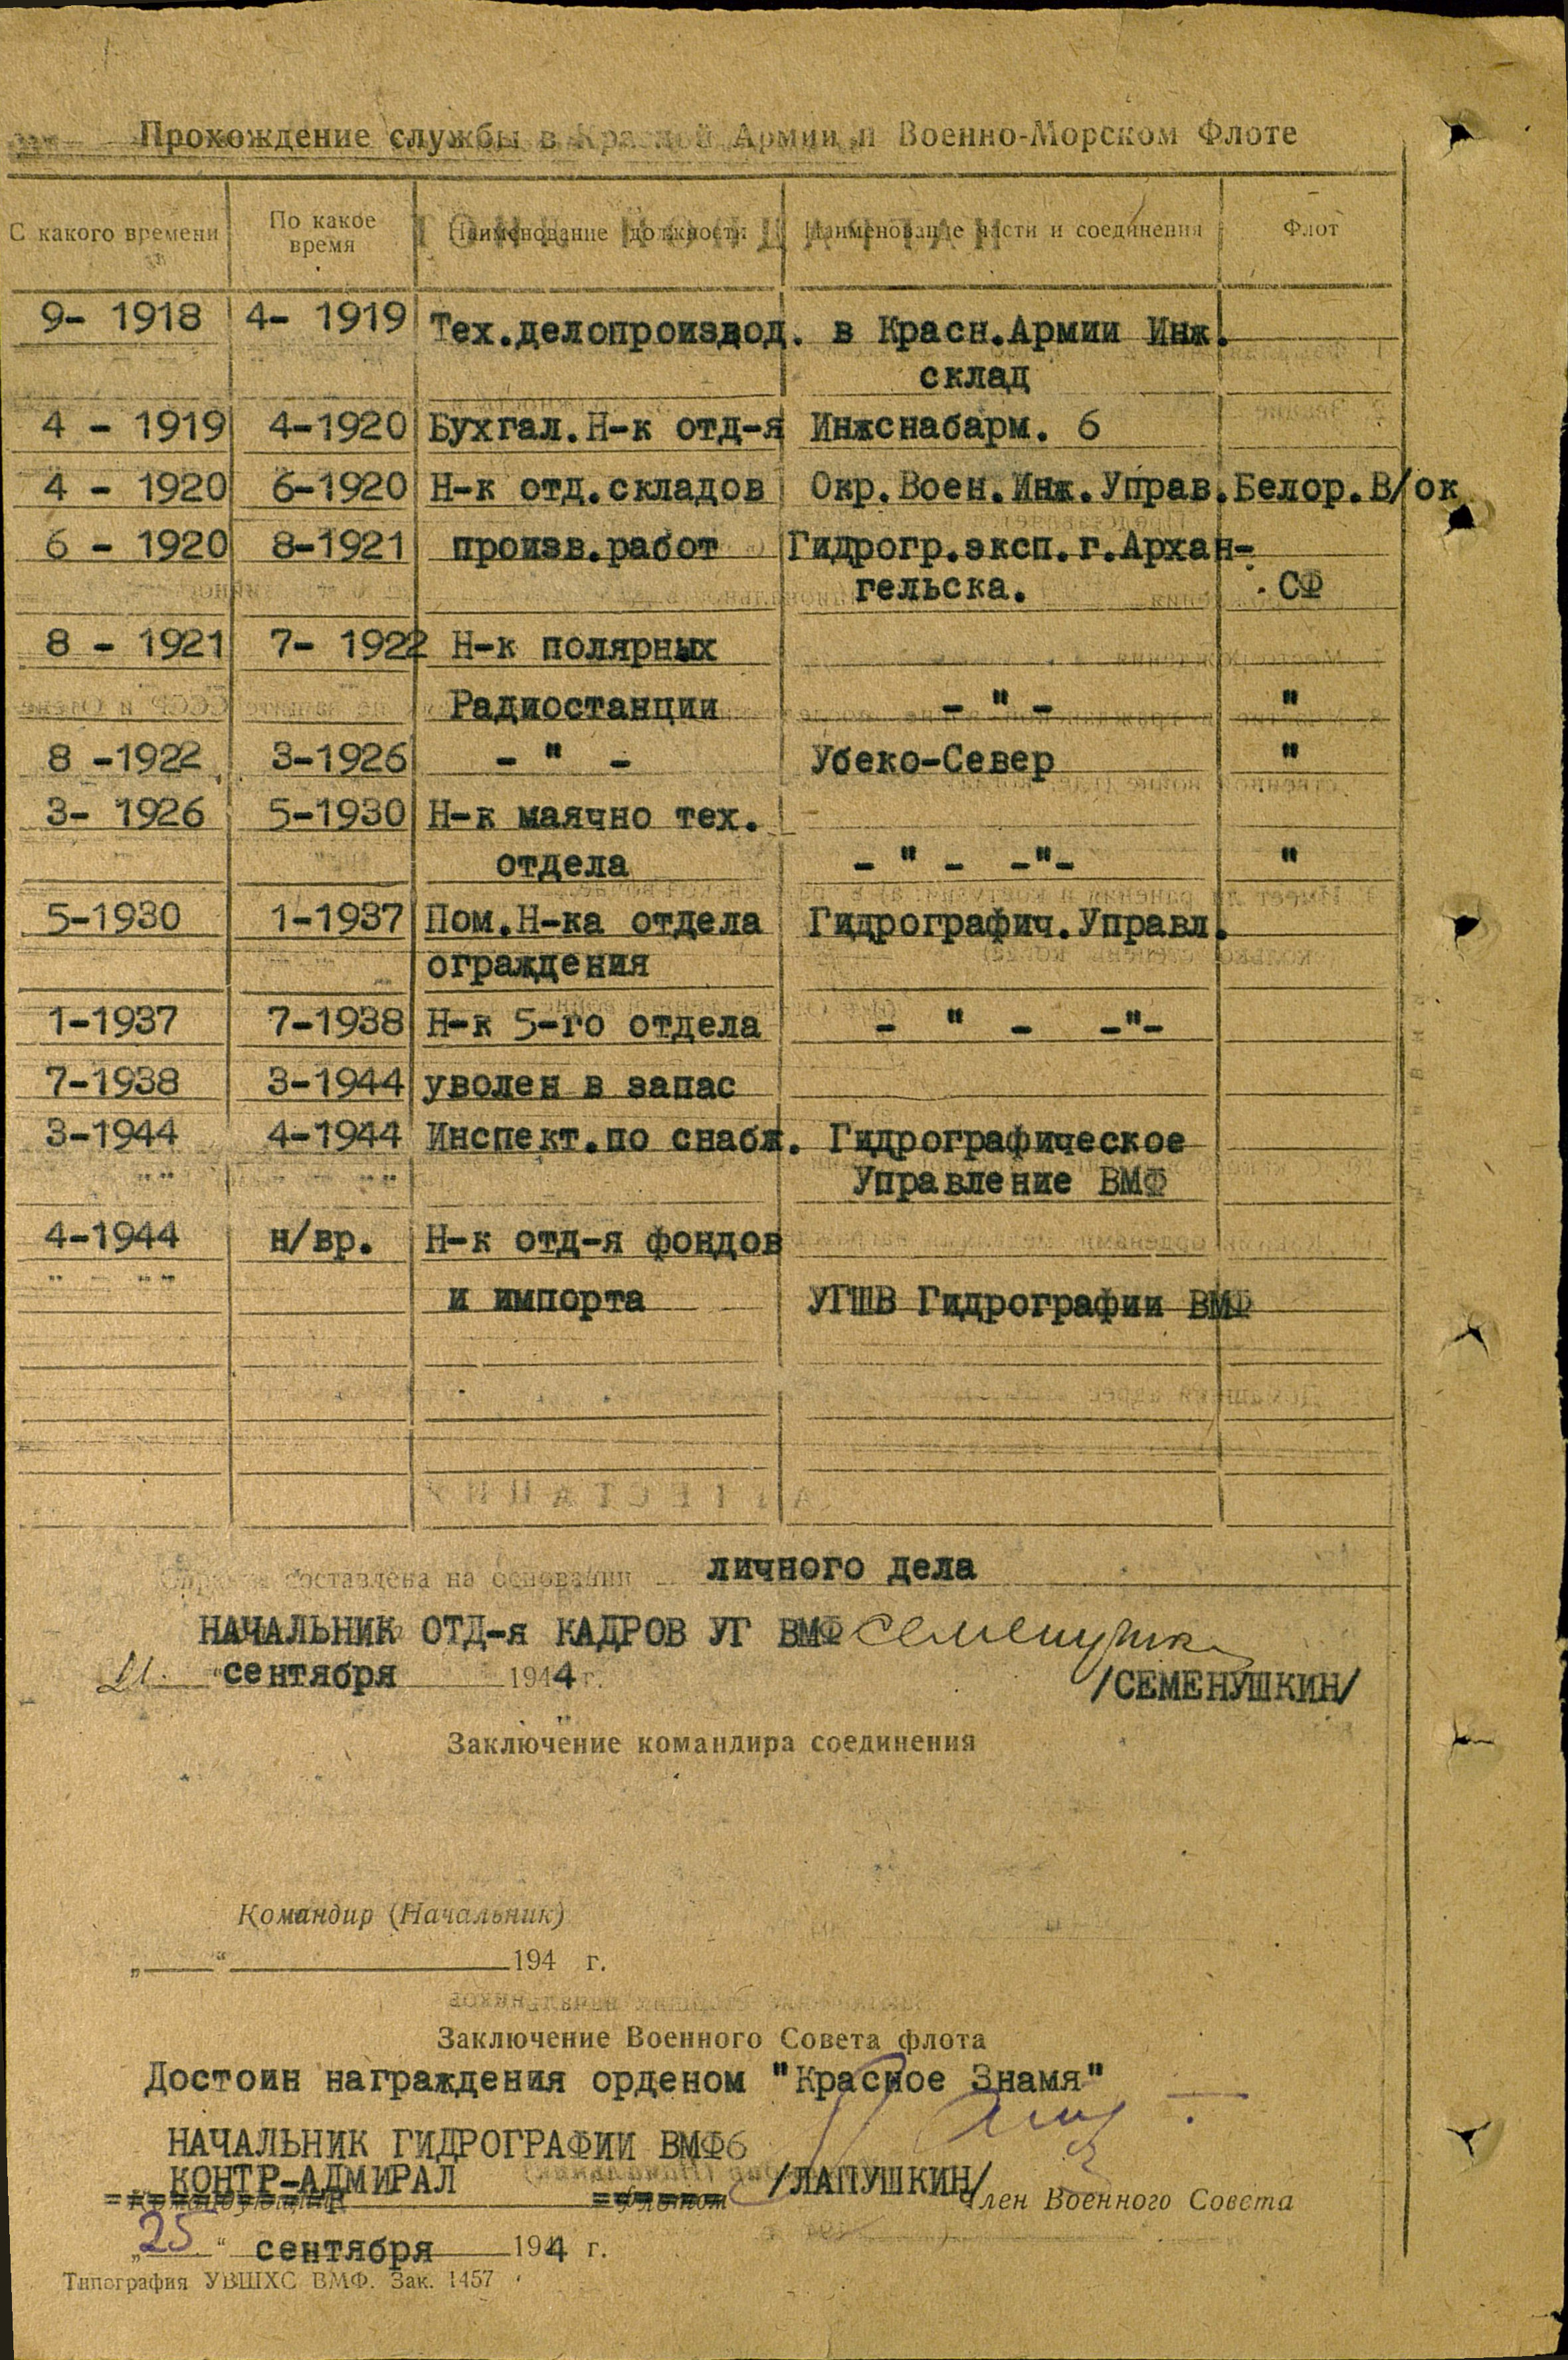 Прохождение службы в Красной Армии и Военно-Морском Флоте
С какого времени По какое время Наименование должности Наименование части и соединения Флот
9- 1918 4- 1919 Тех.делопроизвод. в Красн.Армии Инж.
склад
4 - 1919 4-1920 Бухгал.Н-к отд-я Инжснабарм. 6
4 - 1920 6-1920 Н-к отд.складов Окр.Воен.Инж.Управ.Белор.В/ок
6 - 1920 8-1921 произв.работ Гидрогр.эксп.г.Архан-
гельска. СФ
8 - 1921 7- 1922 Н-к полярных
Радиостанции - " - "
8 -1922 3-1926 - " - Убеко-Север "
3- 1926 5-1930 Н-к маячно тех.
отдела - " - -"- "
5-1930 1-1937 Пом.Н-ка отдела Гидрографич.Управл.
ограждения
1-1937 7-1938 Н-к 5-го отдела - " - -"-
7-1938 3-1944 уволен в запас
3-1944 4-1944 Инспект.по снабж. Гидрографическое
Управление ВМФ
4-1944 н/вр. Н-к отд-я фондов
и импорта УГШВ Гидрографии ВМФ
составлена на основании личного дела
НАЧАЛЬНИК ОТД-я КАДРОВ УГ ВМФ Семенушкин
"21" сентября 1944 г. /СЕМЕНУШКИН/
Заключение командира соединения
Командир (Начальник)
„ “ 194 г.
Заключение Военного Совета флота
Достоин награждения орденом "Красное Знамя"
НАЧАЛЬНИК ГИДРОГРАФИИ ВМФб
КОНТР-АДМИРАЛ /ЛАПУШКИН/
Член Военного Совета
„25“ сентября 1944 г.
Типография УВШХС ВМФ. Зак. 1457